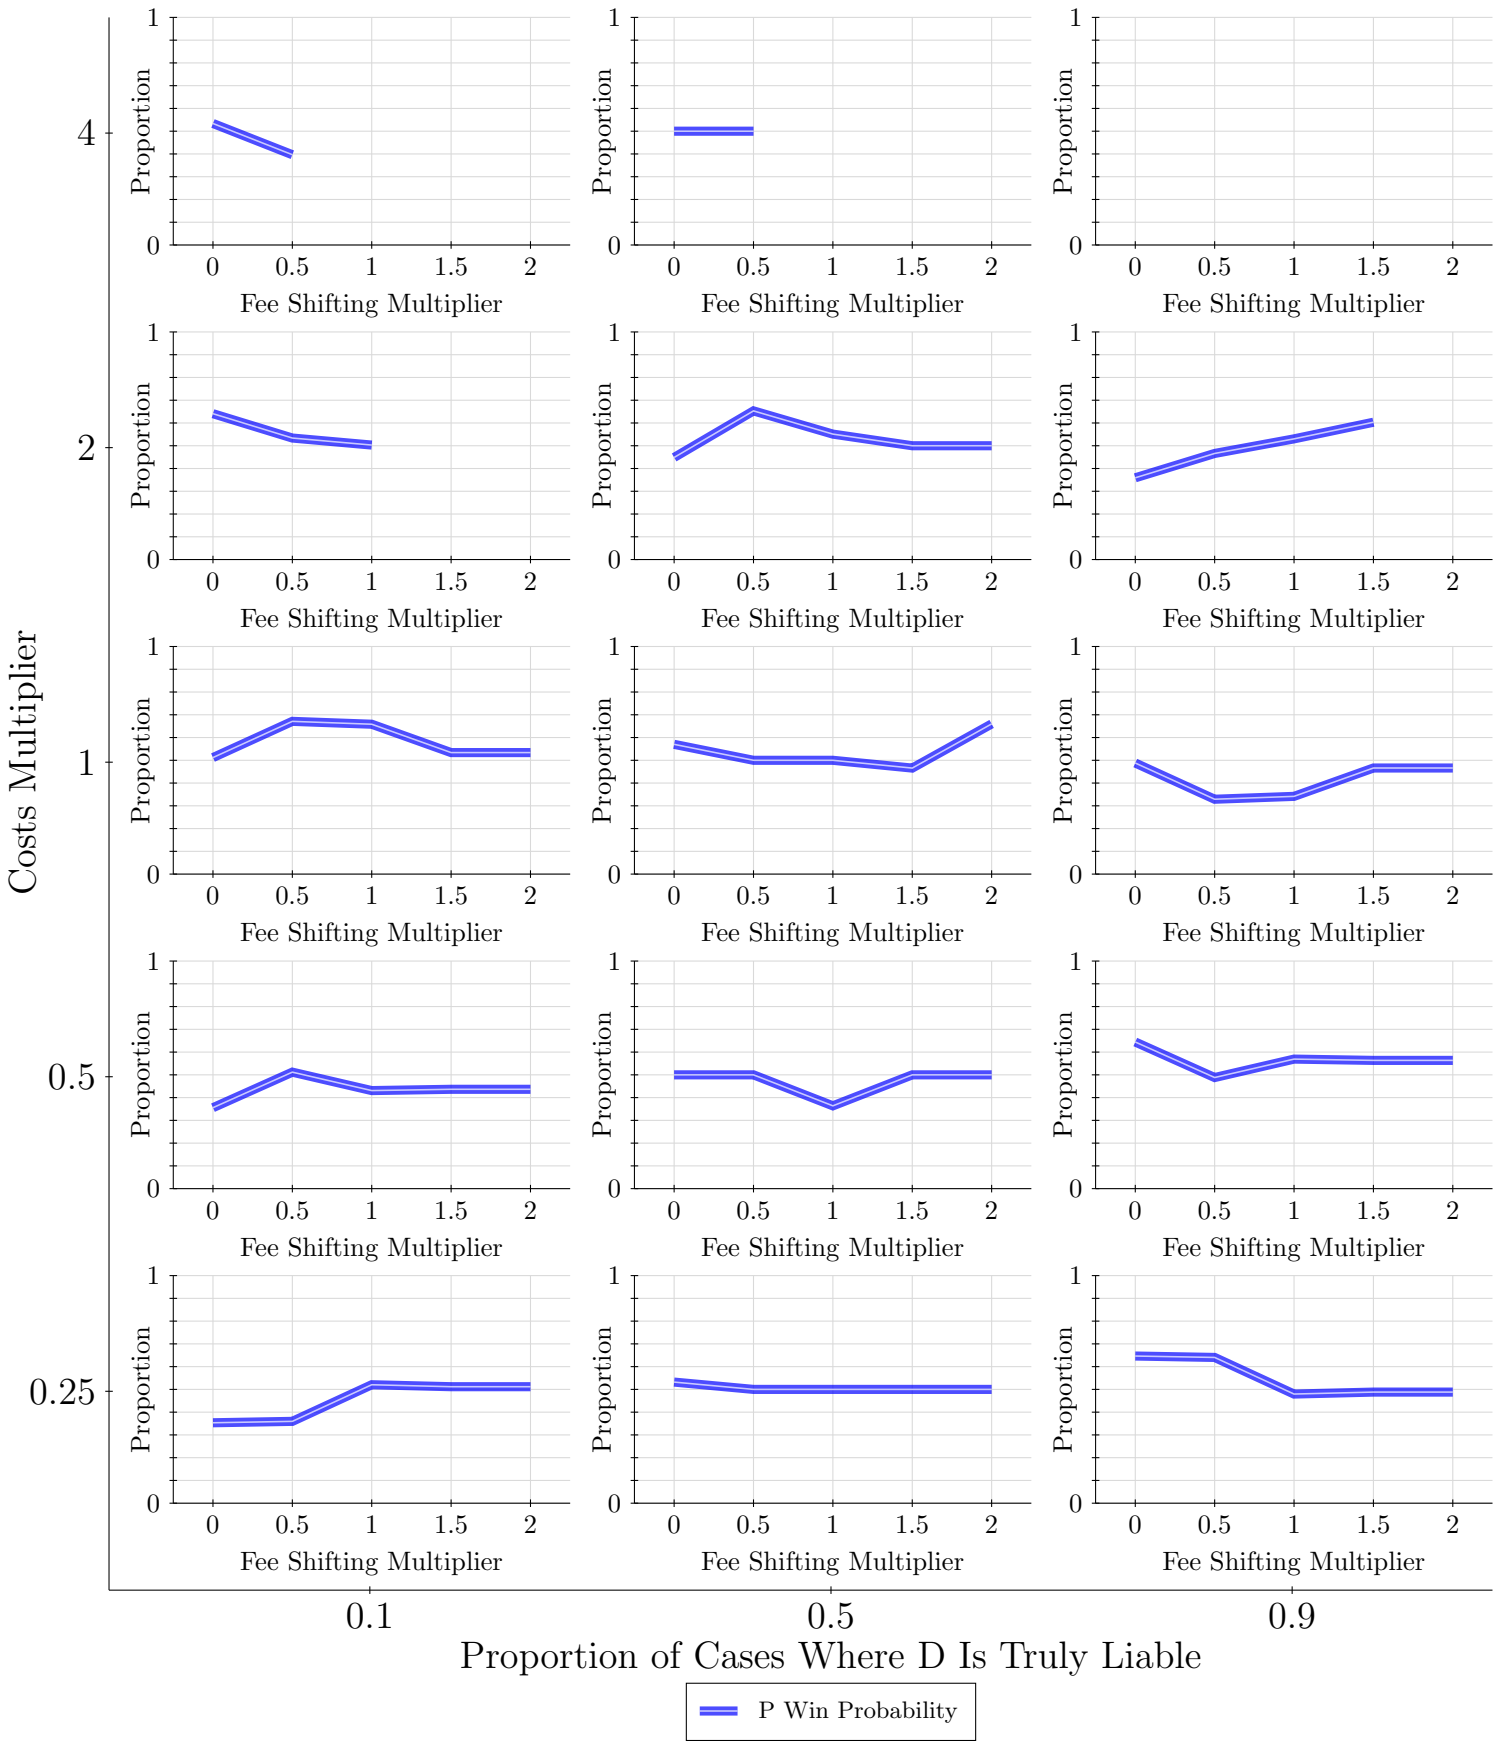 1 1 1
Proportion Proportion Proportion
4
0 0 0
0 0.5 1 1.5 2 0 0.5 1 1.5 2 0 0.5 1 1.5 2
Fee Shifting Multiplier Fee Shifting Multiplier Fee Shifting Multiplier
1 1 1
Proportion Proportion Proportion
2
0 0 0
0 0.5 1 1.5 2 0 0.5 1 1.5 2 0 0.5 1 1.5 2
Fee Shifting Multiplier Fee Shifting Multiplier Fee Shifting Multiplier
Costs Multiplier
1 1 1
Proportion Proportion Proportion
1
0 0 0
0 0.5 1 1.5 2 0 0.5 1 1.5 2 0 0.5 1 1.5 2
Fee Shifting Multiplier Fee Shifting Multiplier Fee Shifting Multiplier
1 1 1
Proportion Proportion Proportion
0.5
0 0 0
0 0.5 1 1.5 2 0 0.5 1 1.5 2 0 0.5 1 1.5 2
Fee Shifting Multiplier Fee Shifting Multiplier Fee Shifting Multiplier
1 1 1
Proportion Proportion Proportion
0.25
0 0 0
0 0.5 1 1.5 2 0 0.5 1 1.5 2 0 0.5 1 1.5 2
Fee Shifting Multiplier Fee Shifting Multiplier Fee Shifting Multiplier
0.1 0.5 0.9
Proportion of Cases Where D Is Truly Liable
P Win Probability